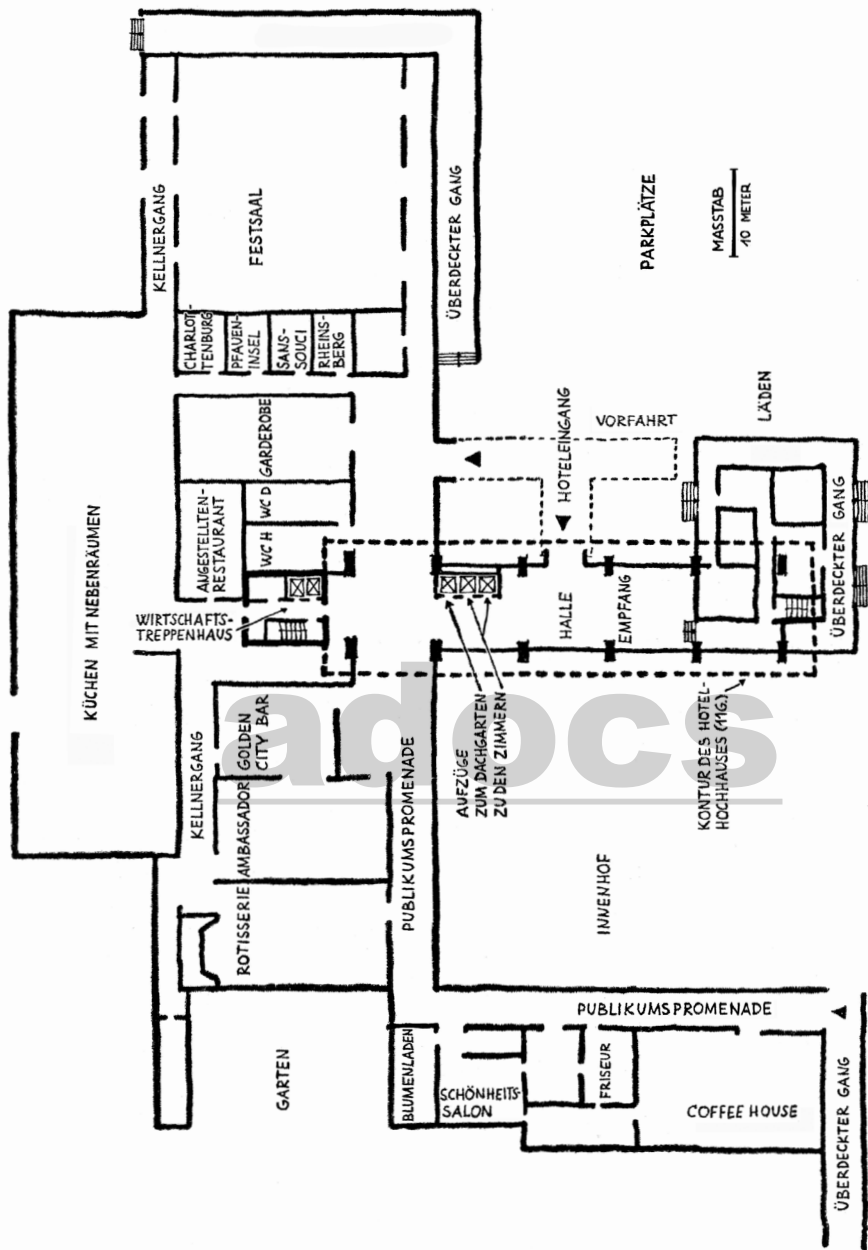 KELLNERGANG
FESTSAAL
ÜBERDECKTER GANG
PARKPLÄTZE
MASSTAB
10 METER
CHARLOT-
TENBURG
PFAUEN-
INSEL
SANS-
SOUCI
RHEINS-
BERG
KÜCHEN MIT NEBENRÄUMEN
ANGESTELLTEN-
RESTAURANT
GARDEROBE
WC D
WC H
HOTELEINGANG
VORFAHRT
LÄDEN
WIRTSCHAFTS-
TREPPENHAUS
HALLE
EMPFANG
ÜBERDECKTER GANG
KELLNERGANG
GOLDEN
CITY BAR
AMBASSADOR
ROTISSERIE
PUBLIKUMSPROMENADE
AUFZÜGE
ZUM DACHGARTEN
ZU DEN ZIMMERN
KONTUR DES HOTEL-
HOCHHAUSES (11G.)
adocs
INNENHOF
GARTEN
BLUMENLADEN
SCHÖNHEITS-
SALON
FRISEUR
COFFEE HOUSE
PUBLIKUMSPROMENADE
ÜBERDECKTER GANG